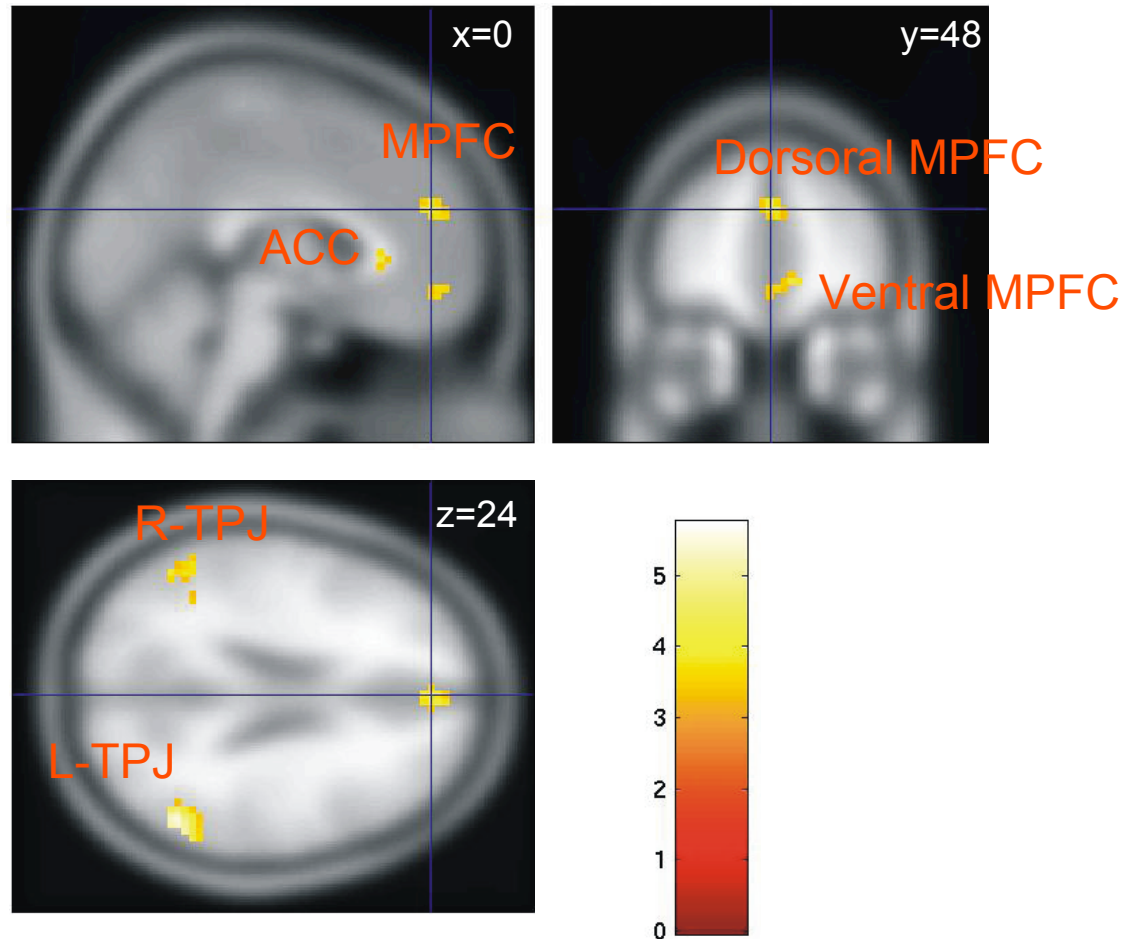 x=0
MPFC
ACC
y=48
Dorsoral MPFC
Ventral MPFC
z=24
R-TPJ
L-TPJ
5
4
3
2
1
0